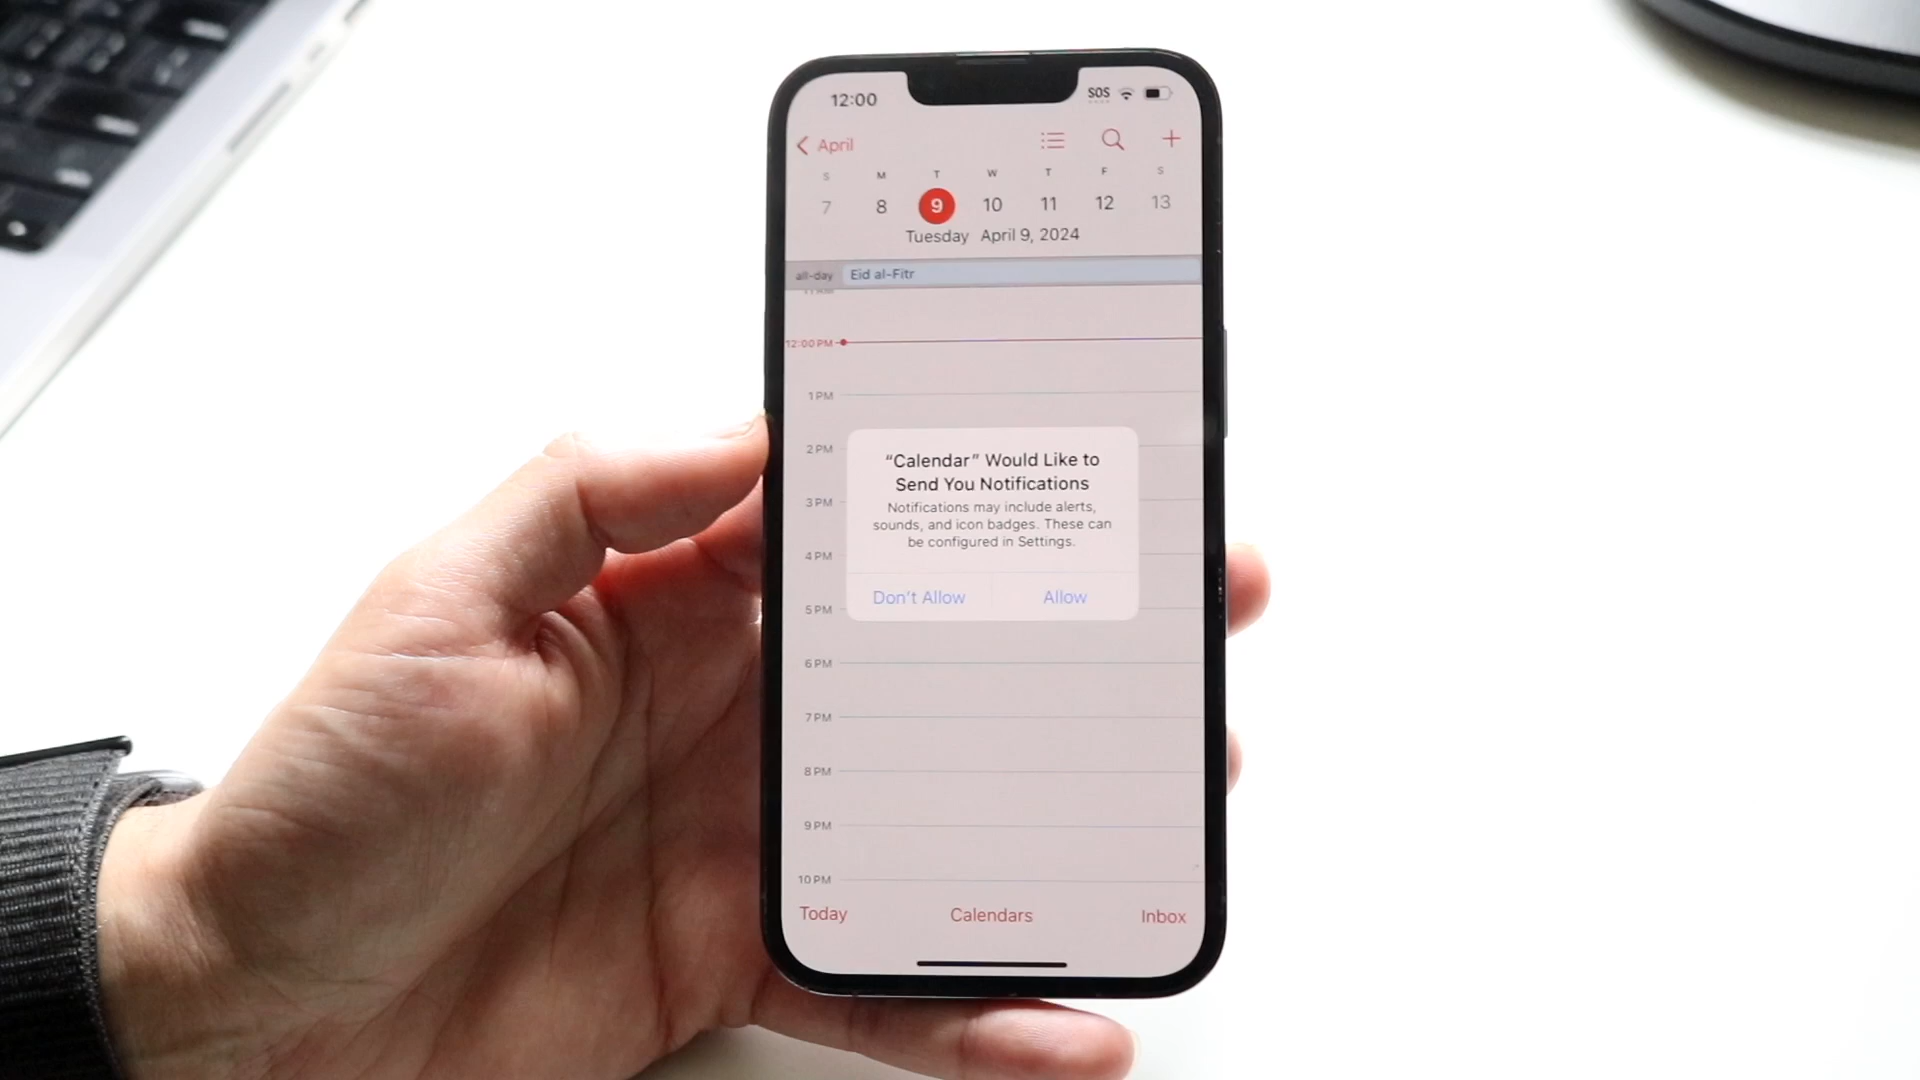 12:00 SOS
April
S M T W T F S
7 8 9 10 11 12 13
Tuesday April 9, 2024
all-day Eid al-Fitr
11 AM
12:00 PM
1 PM
2 PM
“Calendar” Would Like to
Send You Notifications
3 PM
Notifications may include alerts,
sounds, and icon badges. These can
be configured in Settings.
4 PM
Don’t Allow Allow
5 PM
6 PM
7 PM
8 PM
9 PM
10 PM
Today Calendars Inbox